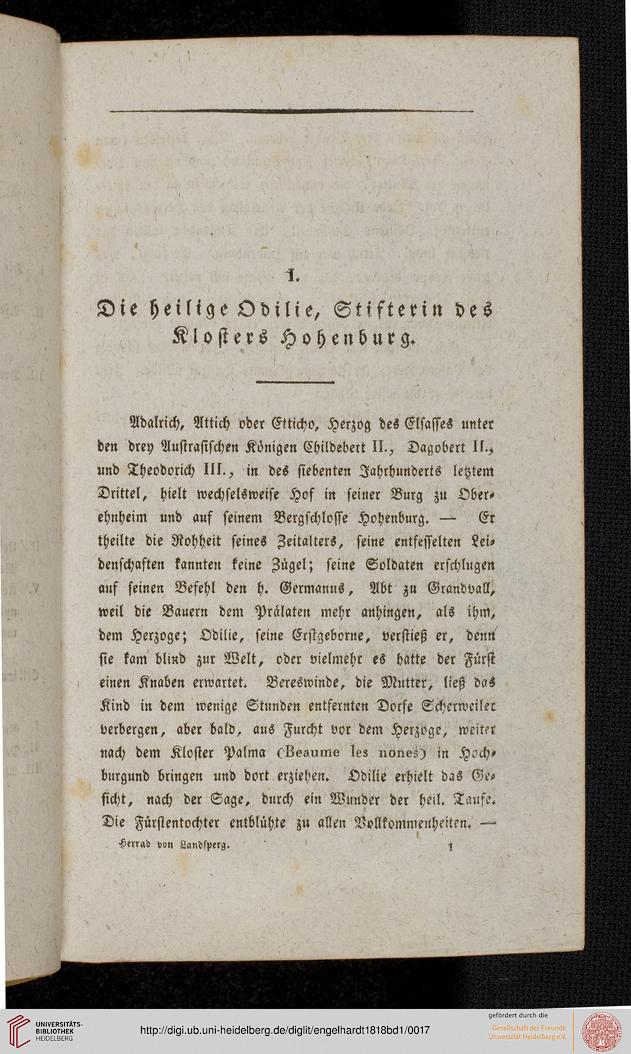 I.
Die heilige Odilie, Stifterin des
Klosters Hohenburg.
Adalrich, Attich oder Etticho, Herzog des Elsasses unter
den drey Austrasischen Königen Childebert II., Dagobert II.,
und Theodorich III., in des siebenten Jahrhunderts letztem
Drittel, hielt wechselsweise Hof in seiner Burg zu Ober-
ehnheim und auf seinem Bergschlosse Hohenburg. — Er
theilte die Rohheit seines Zeitalters, seine entfesselten Lei-
denschaften kannten keine Zügel; seine Soldaten erschlugen
auf seinen Befehl den h. Germanus, Abt zu Grandvall,
weil die Bauern dem Prälaten mehr anhingen, als ihm,
dem Herzoge; Odilie, seine Erstgeborne, verstieß er, denn
sie kam blind zur Welt, oder vielmehr es hatte der Fürst
einen Knaben erwartet. Bereswinde, die Mutter, ließ das
Kind in dem wenige Stunden entfernten Dorfe Scherweiler
verbergen, aber bald, aus Furcht vor dem Herzoge, weiter
nach dem Kloster Palma (Beaume les nones) in Hoch-
burgund bringen und dort erziehen. Odilie erhielt das Ge-
sicht, nach der Sage, durch ein Wunder der heil. Taufe.
Die Fürstentochter entblühte zu allen Vollkommenheiten. —
Herrad von Landsperg. 1
UNIVERSITÄTS-
BIBLIOTHEK
HEIDELBERG
http://digi.ub.uni-heidelberg.de/diglit/engelhardt1818bd1/0017
gefördert durch die
Gesellschaft der Freunde
Universität Heidelberg e.V.